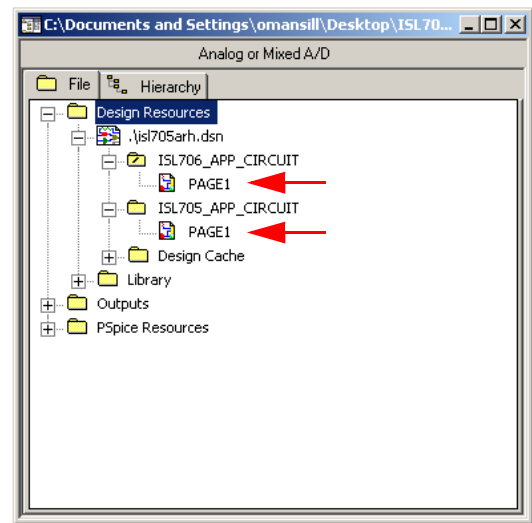 C:\Documents and Settings\omansill\Desktop\ISL70...
Analog or Mixed A/D
File Hierarchy
Design Resources
.\isl705arh.dsn
ISL706_APP_CIRCUIT
PAGE1
ISL705_APP_CIRCUIT
PAGE1
Design Cache
Library
Outputs
PSpice Resources